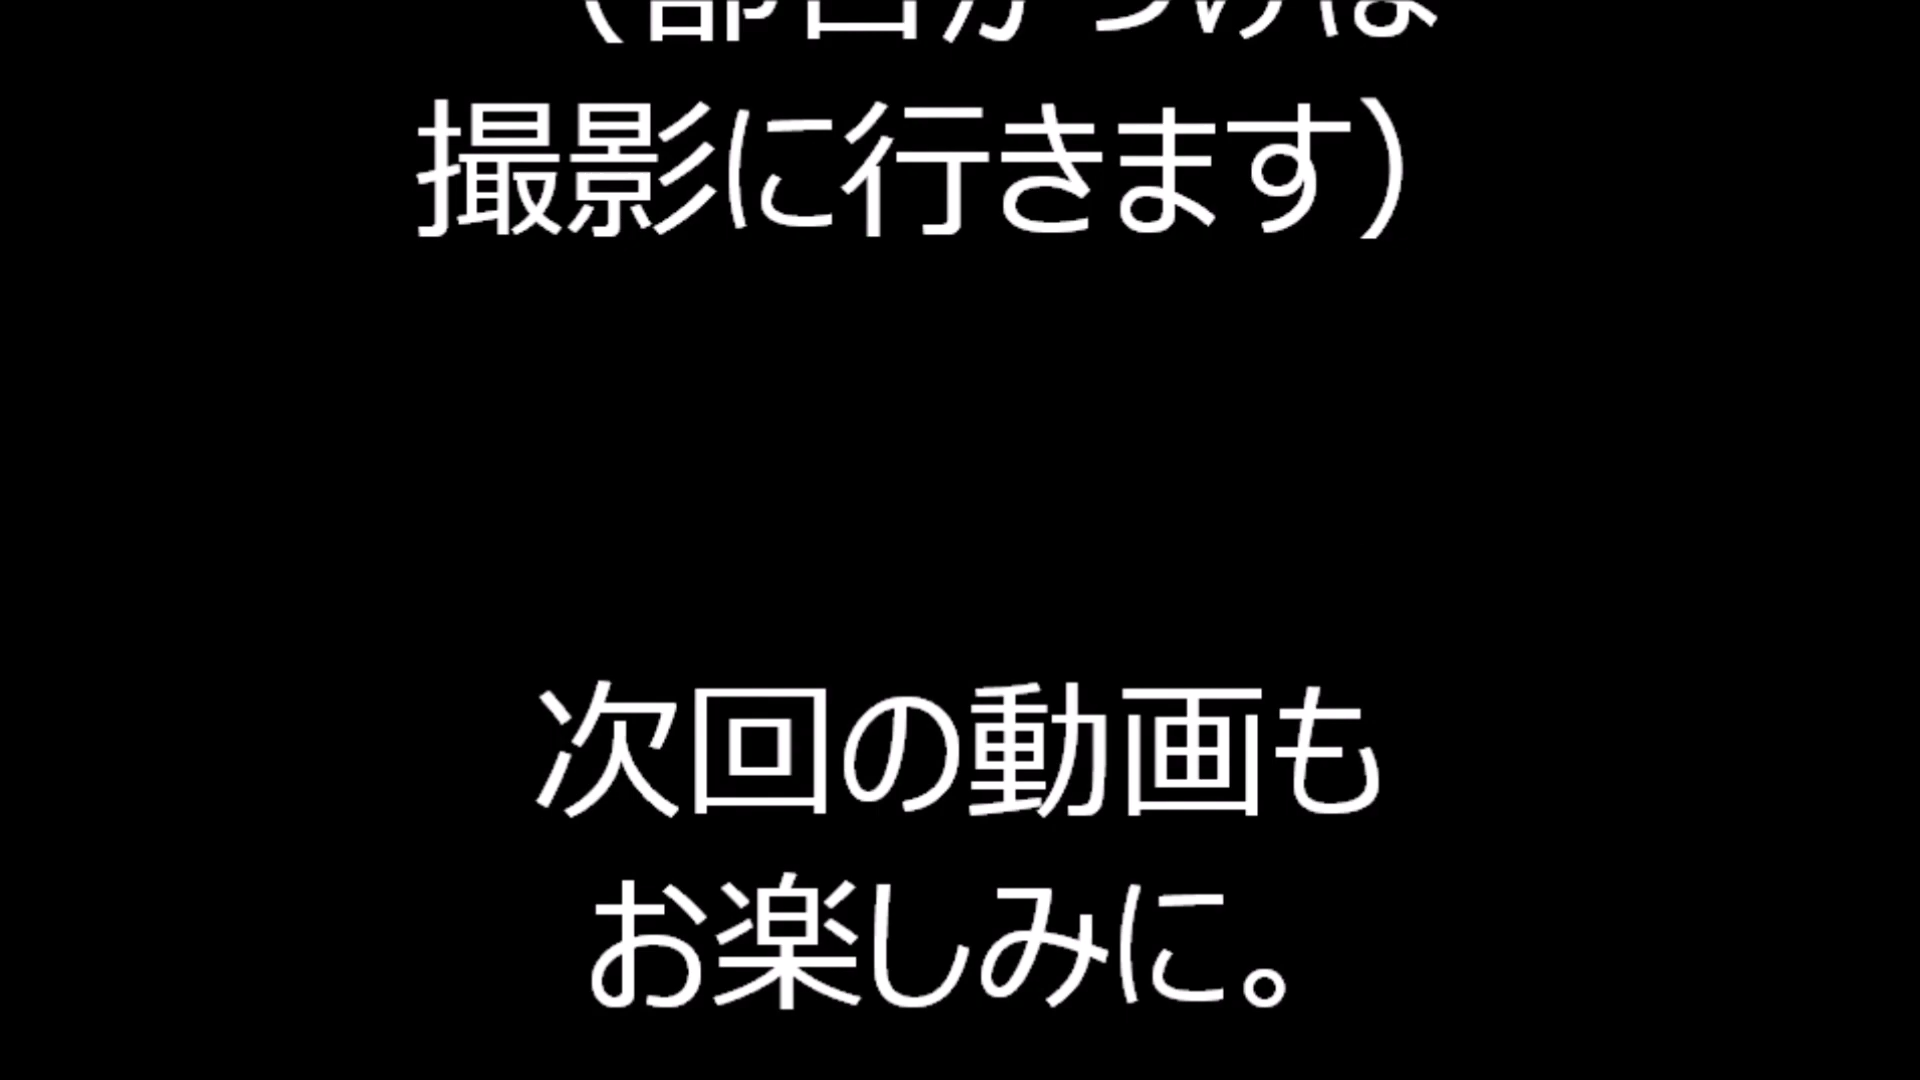 撮影に行きます）
次回の動画も
お楽しみに。